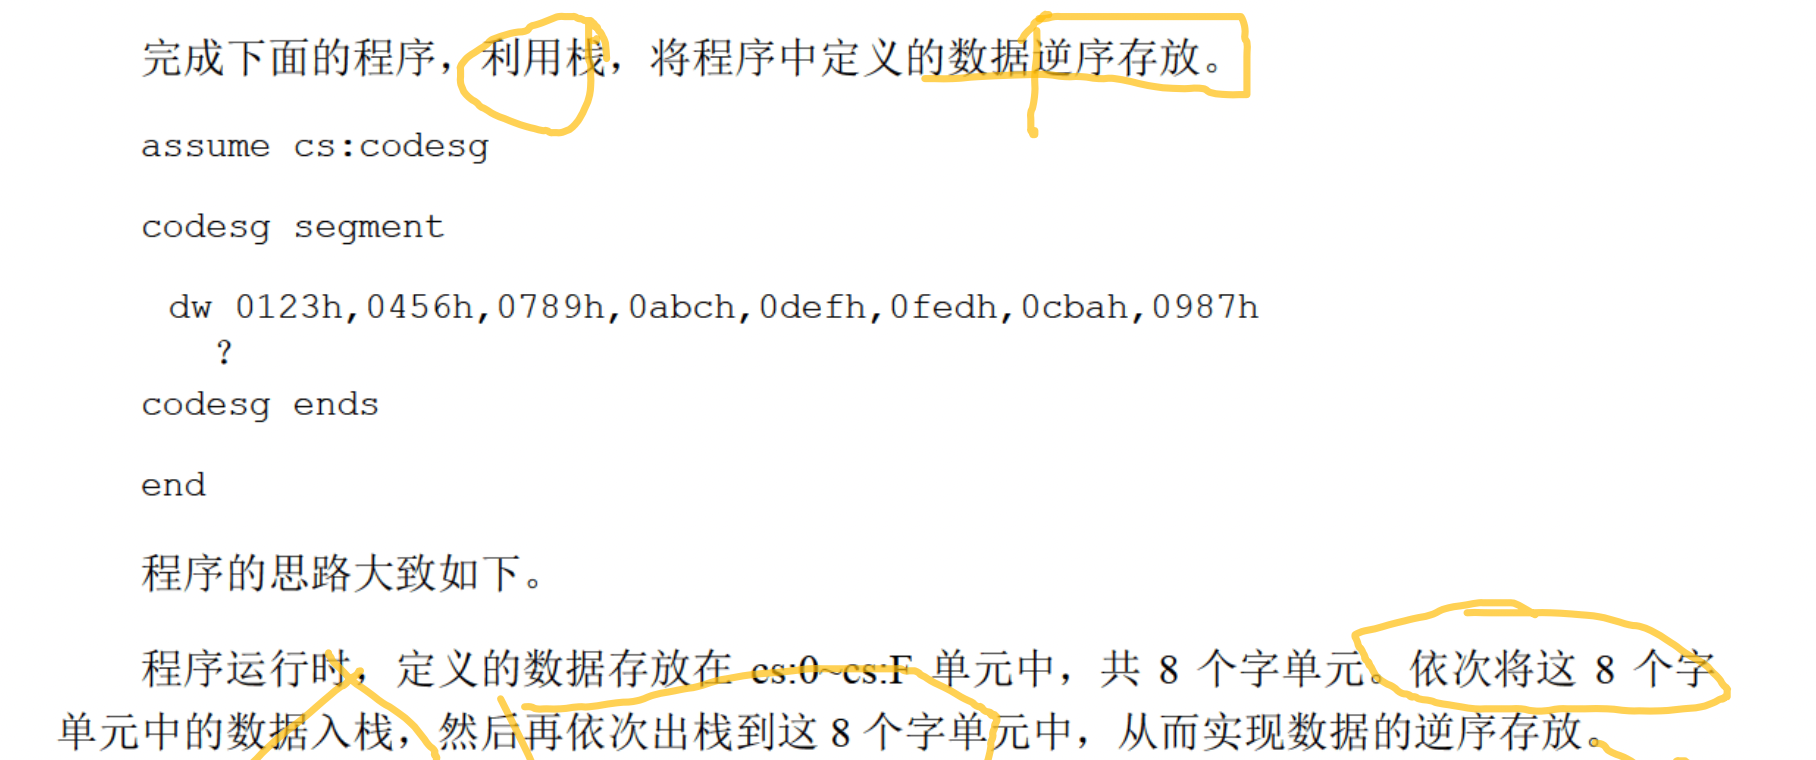 完成下面的程序，利用栈，将程序中定义的数据逆序存放。
assume cs:codesg
codesg segment
dw 0123h,0456h,0789h,0abch,0defh,0fedh,0cbah,0987h
?
codesg ends
end
程序的思路大致如下。
程序运行时，定义的数据存放在 cs:0~cs:F 单元中，共 8 个字单元。依次将这 8 个字
单元中的数据入栈，然后再依次出栈到这 8 个字单元中，从而实现数据的逆序存放。